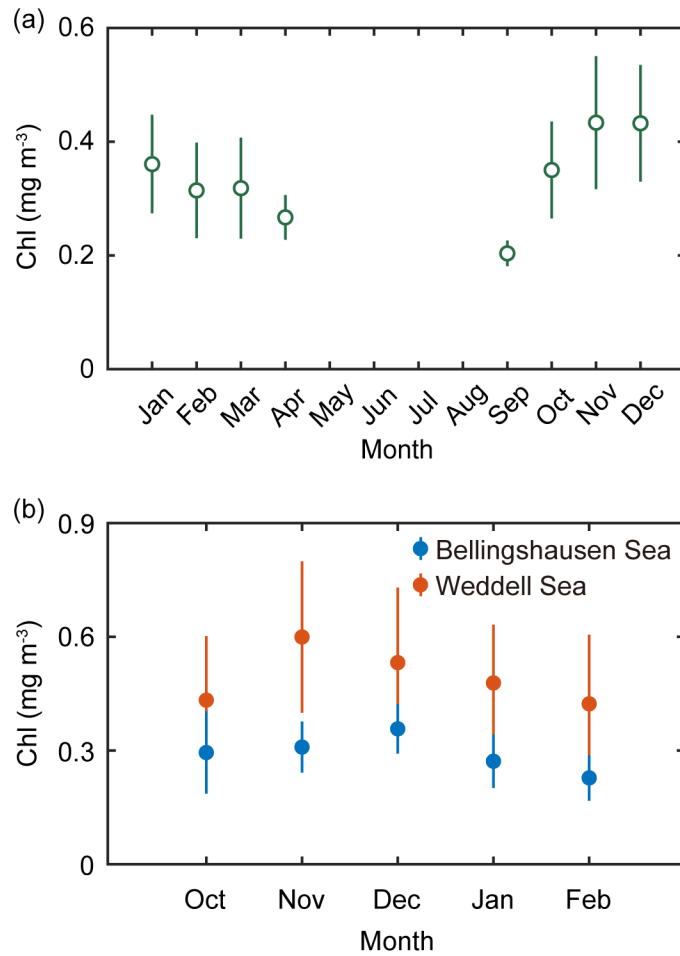 (a)
0.6
0.4
0.2
0
Chl (mg m⁻³)
Jan Feb Mar Apr May Jun Jul Aug Sep Oct Nov Dec
Month
(b)
0.9
0.6
0.3
0
Chl (mg m⁻³)
Bellingshausen Sea
Weddell Sea
Oct Nov Dec Jan Feb
Month